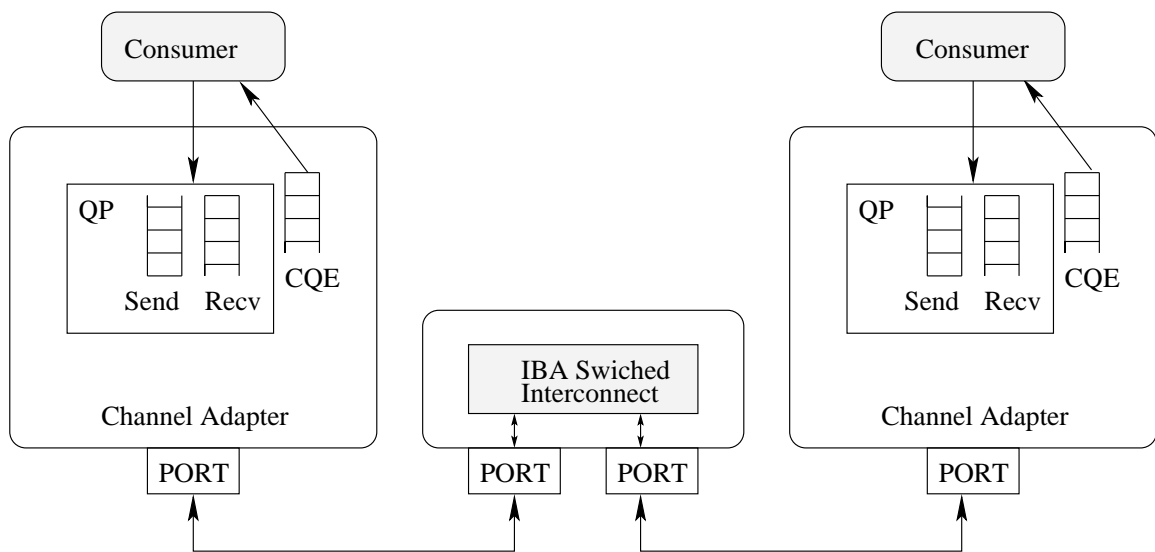 Consumer
Consumer
QP
CQE
Send
Recv
QP
CQE
Send
Recv
IBA Swiched
Interconnect
Channel Adapter
Channel Adapter
PORT
PORT
PORT
PORT